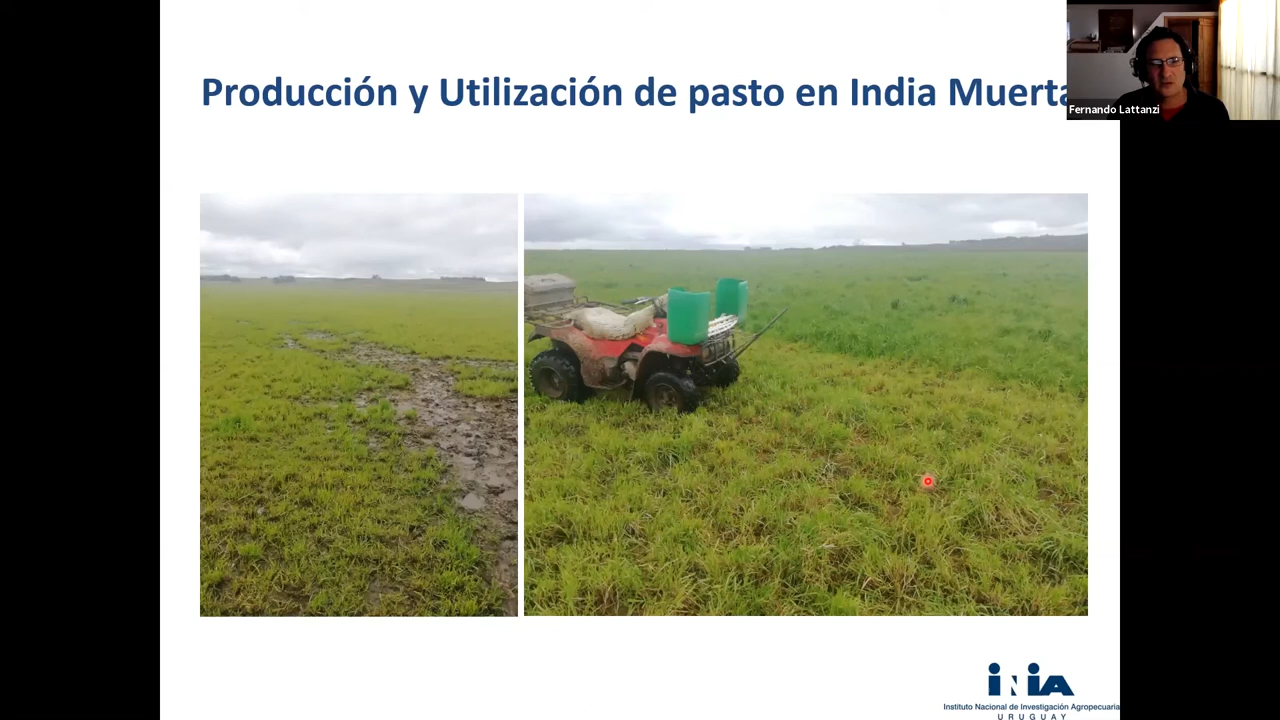 Producción y Utilización de pasto en India Muerta
Fernando Lattanzi
INIA
Instituto Nacional de Investigación Agropecuaria
URUGUAY